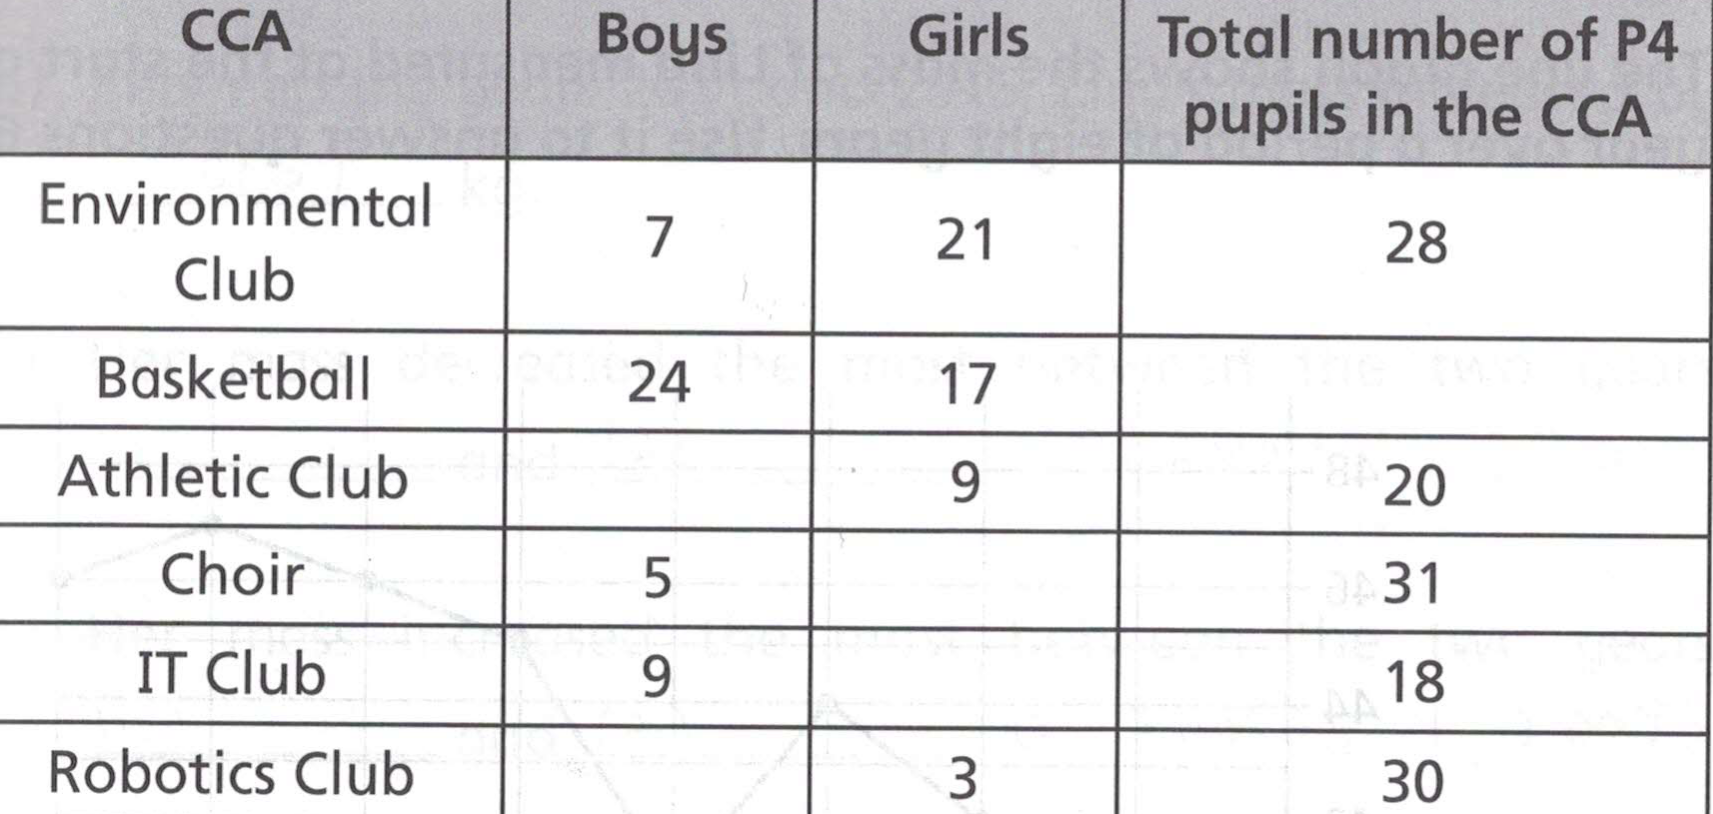 CCA Boys Girls Total number of P4
pupils in the CCA
Environmental
Club 7 21 28
Basketball 24 17
Athletic Club 9 20
Choir 5 31
IT Club 9 18
Robotics Club 3 30